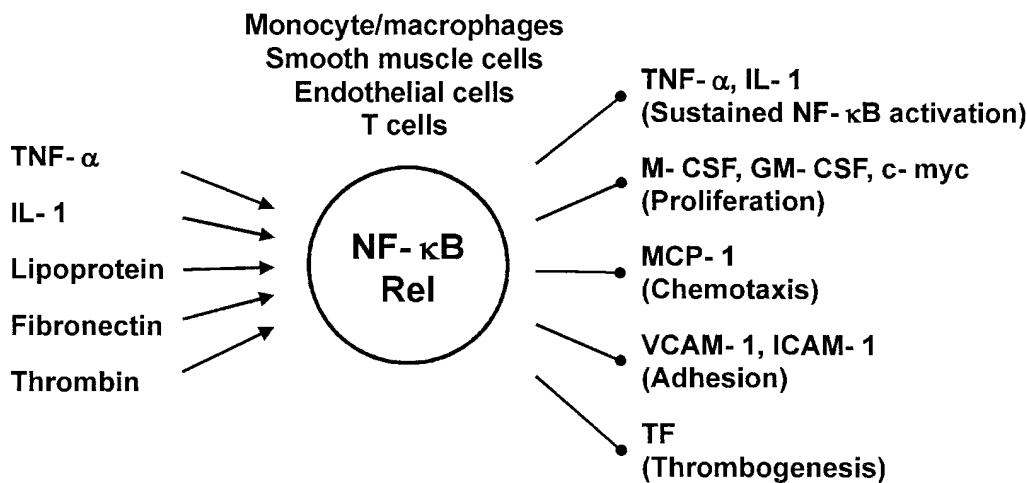 Monocyte/macrophages
Smooth muscle cells
Endothelial cells
T cells
TNF- α
IL- 1
Lipoprotein
Fibronectin
Thrombin
NF- κB
Rel
TNF- α, IL- 1
(Sustained NF- κB activation)
M- CSF, GM- CSF, c- myc
(Proliferation)
MCP- 1
(Chemotaxis)
VCAM- 1, ICAM- 1
(Adhesion)
TF
(Thrombogenesis)